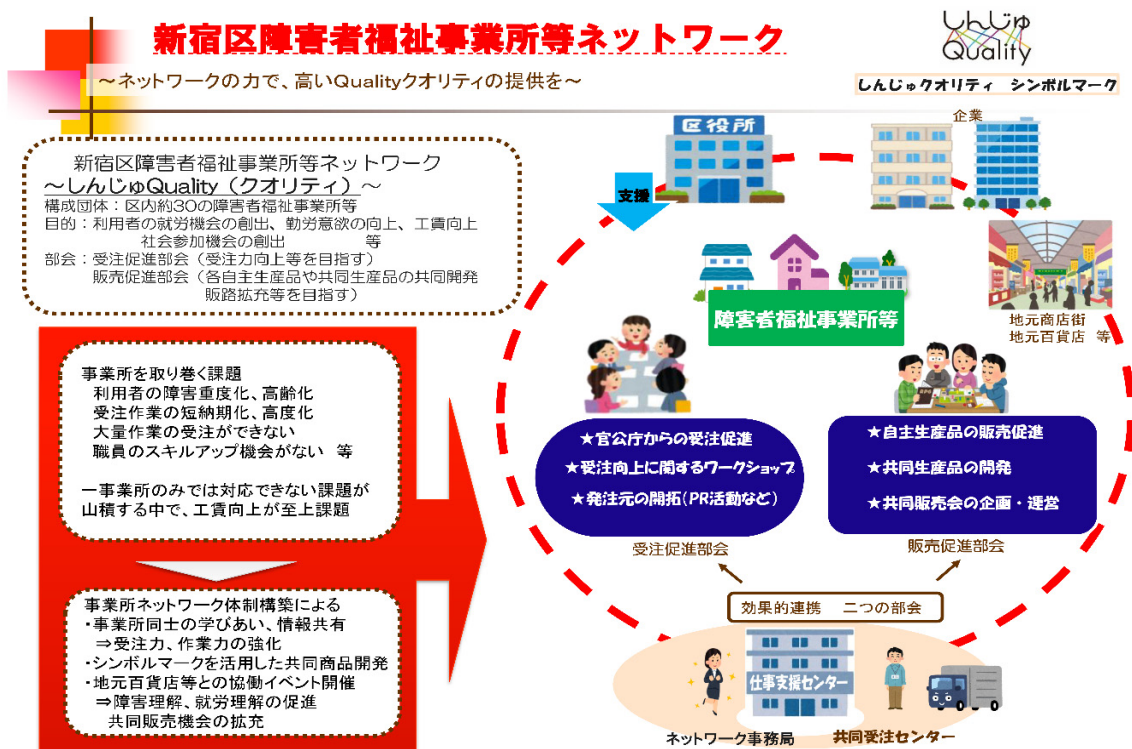 新宿区障害者福祉事業所等ネットワーク
～ネットワークの力で、高いQualityクオリティの提供を～
しんじゅ
Quality
しんじゅクオリティ　シンボルマーク
新宿区障害者福祉事業所等ネットワーク
～しんじゅQuality（クオリティ）～
構成団体：区内約30の障害者福祉事業所等
目的：利用者の就労機会の創出、勤労意欲の向上、工賃向上
社会参加機会の創出　　　　等
部会：受注促進部会（受注力向上等を目指す）
販売促進部会（各自主生産品や共同生産品の共同開発
販路拡充等を目指す）
事業所を取り巻く課題
利用者の障害重度化、高齢化
受注作業の短納期化、高度化
大量作業の受注ができない
職員のスキルアップ機会がない　等
一事業所のみでは対応できない課題が
山積する中で、工賃向上が至上課題
事業所ネットワーク体制構築による
・事業所同士の学びあい、情報共有
⇒受注力、作業力の強化
・シンボルマークを活用した共同商品開発
・地元百貨店等との協働イベント開催
⇒障害理解、就労理解の促進
共同販売機会の拡充
区役所
企業
支援
地元商店街
地元百貨店　等
障害者福祉事業所等
★官公庁からの受注促進
★受注向上に関するワークショップ
★発注元の開拓（PR活動など）
受注促進部会
★自主生産品の販売促進
★共同生産品の開発
★共同販売会の企画・運営
販売促進部会
効果的連携　二つの部会
仕事支援センター
ネットワーク事務局
共同受注センター